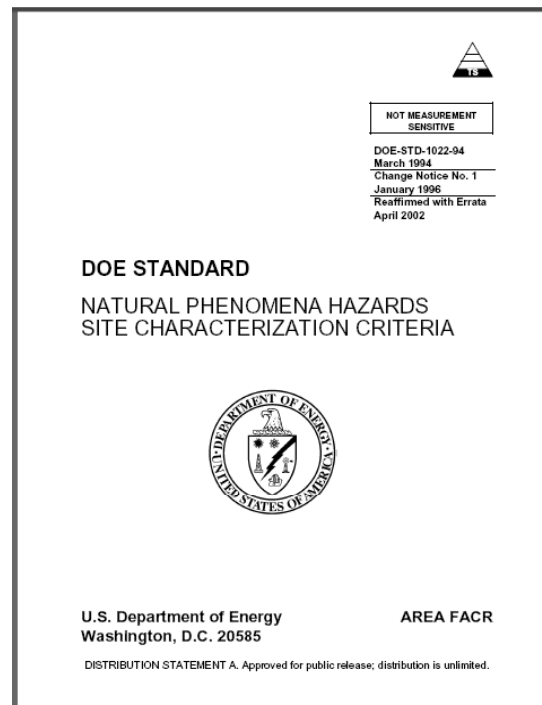 TS
NOT MEASUREMENT
SENSITIVE
DOE-STD-1022-94
March 1994
Change Notice No. 1
January 1996
Reaffirmed with Errata
April 2002
DOE STANDARD
NATURAL PHENOMENA HAZARDS
SITE CHARACTERIZATION CRITERIA
DEPARTMENT OF ENERGY
UNITED STATES OF AMERICA
U.S. Department of Energy
AREA FACR
Washington, D.C. 20585
DISTRIBUTION STATEMENT A. Approved for public release; distribution is unlimited.